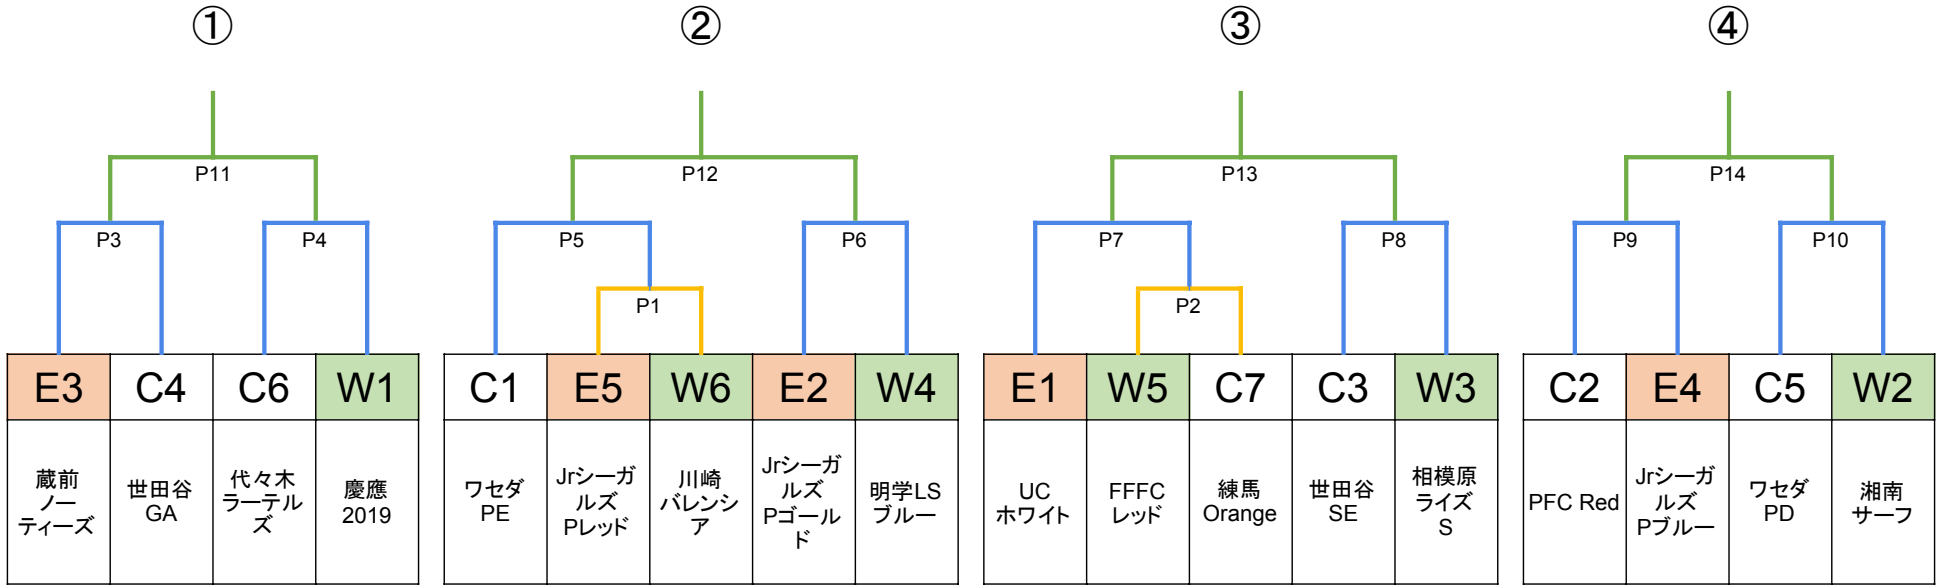 ① ② ③ ④
P11 P12 P13 P14
P3 P4 P5 P6 P7 P8 P9 P10
P1 P2
E3 C4 C6 W1 C1 E5 W6 E2 W4 E1 W5 C7 C3 W3 C2 E4 C5 W2
蔵前
ノー
ティーズ
世田谷
GA
代々木
ラーテル
ズ
慶應
2019
ワセダ
PE
Jrシーガ
ルズ
Pレッド
川崎
バレンシ
ア
Jrシーガ
ルズ
Pゴール
ド
明学LS
ブルー
UC
ホワイト
FFFC
レッド
練馬
Orange
世田谷
SE
相模原
ライズ
S
PFC Red
Jrシーガ
ルズ
Pブルー
ワセダ
PD
湘南
サーフ